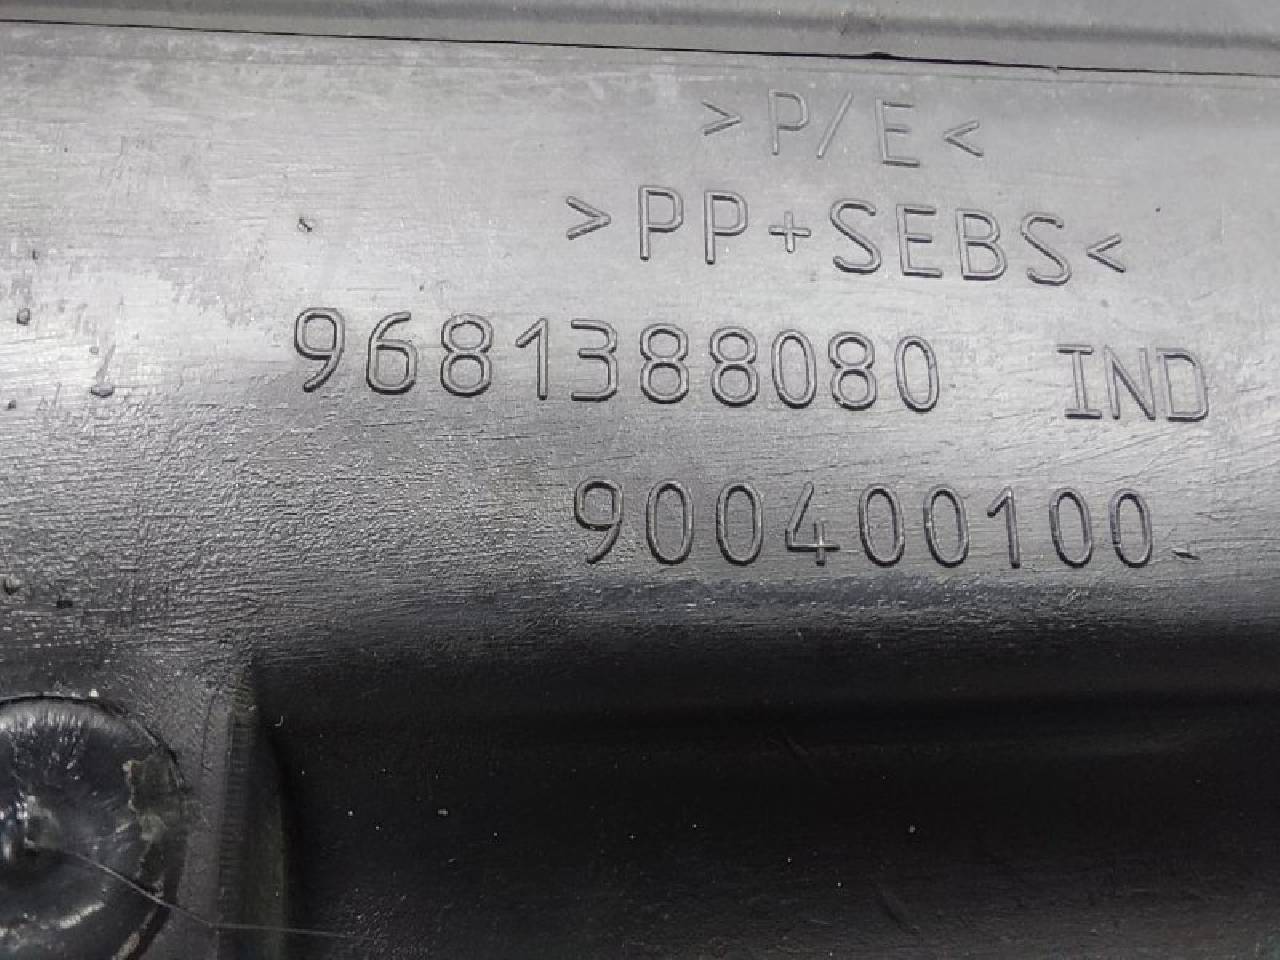 >P/E<
>PP+SEBS<
9681388080 IND
900400100-